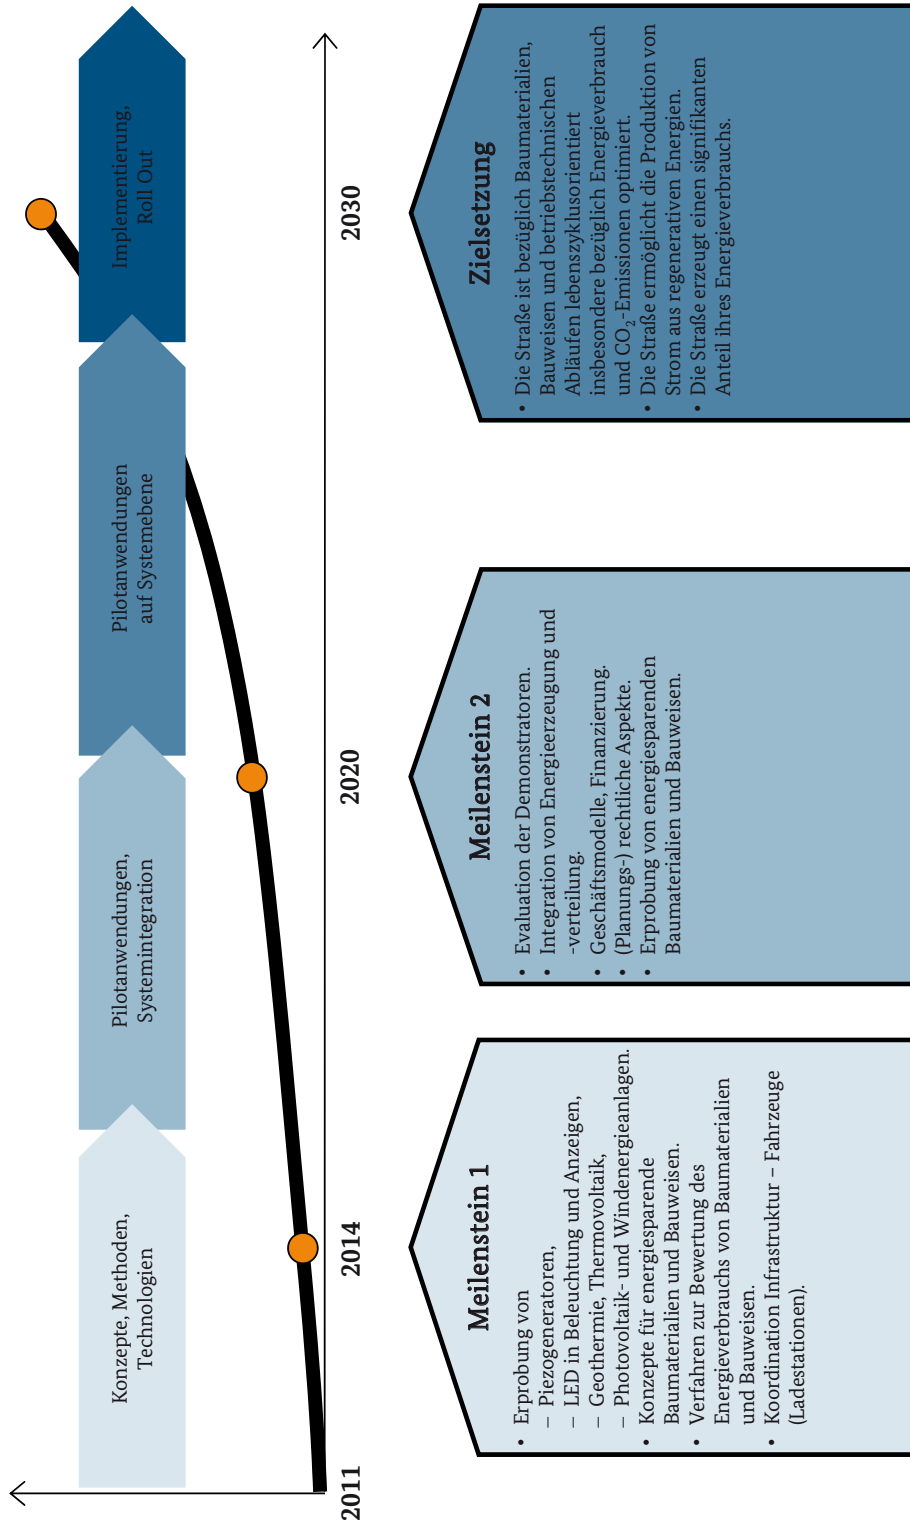 Konzepte, Methoden,
Technologien
Pilotanwendungen,
Systemintegration
Pilotanwendungen
auf Systemebene
Implementierung,
Roll Out
2011
2014
2020
2030
Meilenstein 1
• Erprobung von
– Piezogeneratoren,
– LED in Beleuchtung und Anzeigen,
– Geothermie, Thermovoltaik,
– Photovoltaik- und Windenergieanlagen.
• Konzepte für energiesparende
Baumaterialien und Bauweisen.
• Verfahren zur Bewertung des
Energieverbrauchs von Baumaterialien
und Bauweisen.
• Koordination Infrastruktur – Fahrzeuge
(Ladestationen).
Meilenstein 2
• Evaluation der Demonstratoren.
• Integration von Energieerzeugung und
-verteilung.
• Geschäftsmodelle, Finanzierung.
• (Planungs-) rechtliche Aspekte.
• Erprobung von energiesparenden
Baumaterialien und Bauweisen.
Zielsetzung
• Die Straße ist bezüglich Baumaterialien,
Bauweisen und betriebstechnischen
Abläufen lebenszyklusorientiert
insbesondere bezüglich Energieverbrauch
und CO₂-Emissionen optimiert.
• Die Straße ermöglicht die Produktion von
Strom aus regenerativen Energien.
• Die Straße erzeugt einen signifikanten
Anteil ihres Energieverbrauchs.